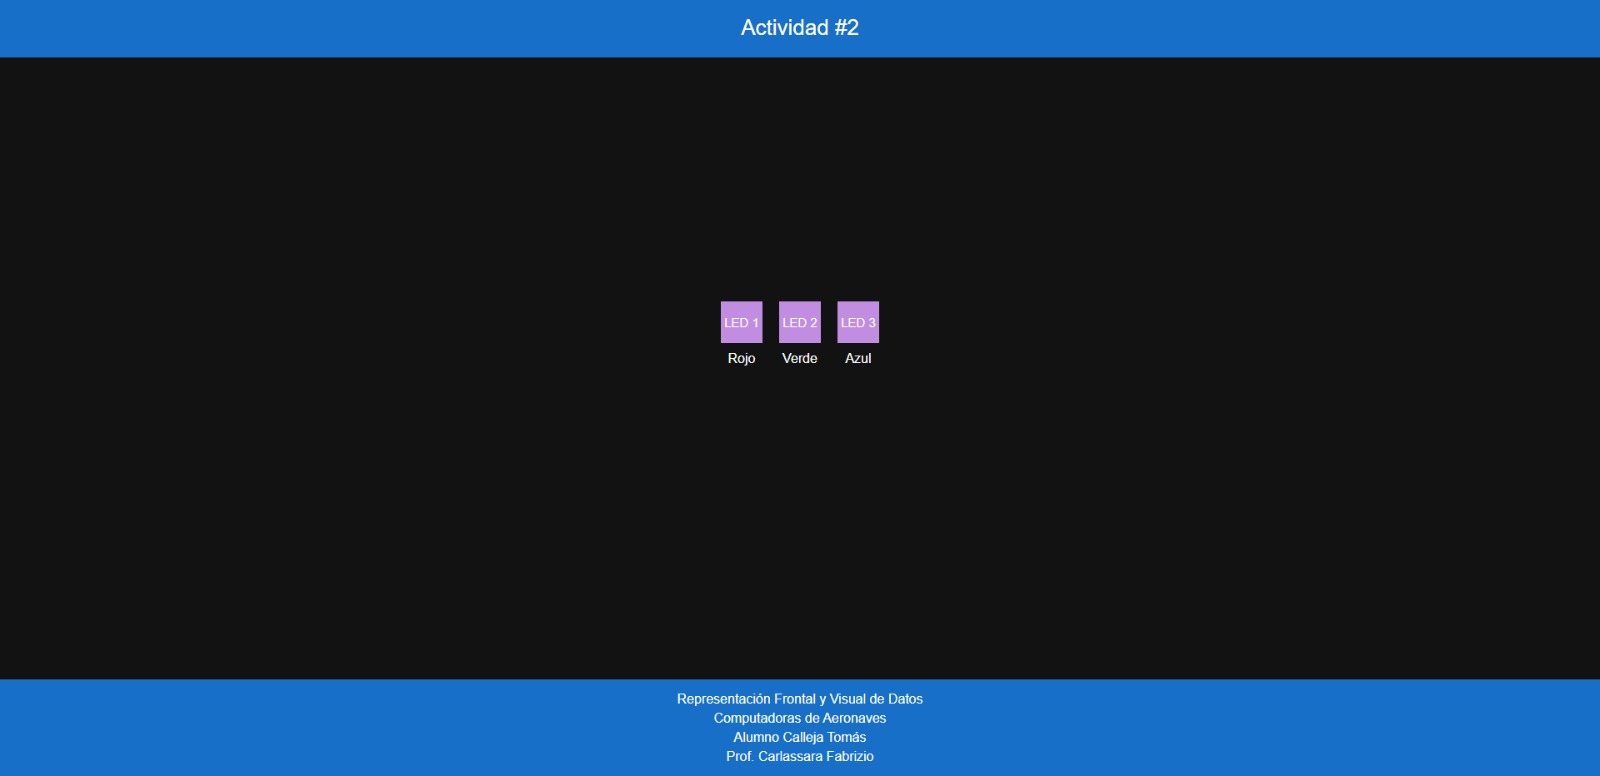 Actividad #2
LED 1 LED 2 LED 3
Rojo Verde Azul
Representación Frontal y Visual de Datos
Computadoras de Aeronaves
Alumno Calleja Tomás
Prof. Carlassara Fabrizio